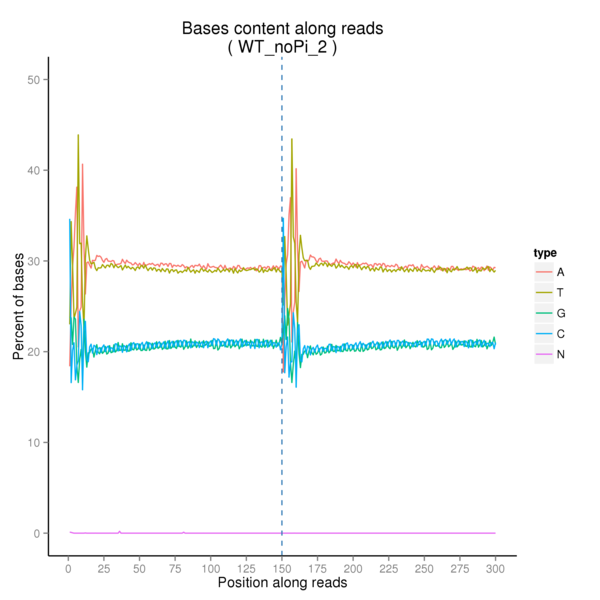 Bases content along reads
( WT_noPi_2 )
Percent of bases
50
40
30
20
10
0
0 25 50 75 100 125 150 175 200 225 250 275 300
Position along reads
type
A
T
G
C
N